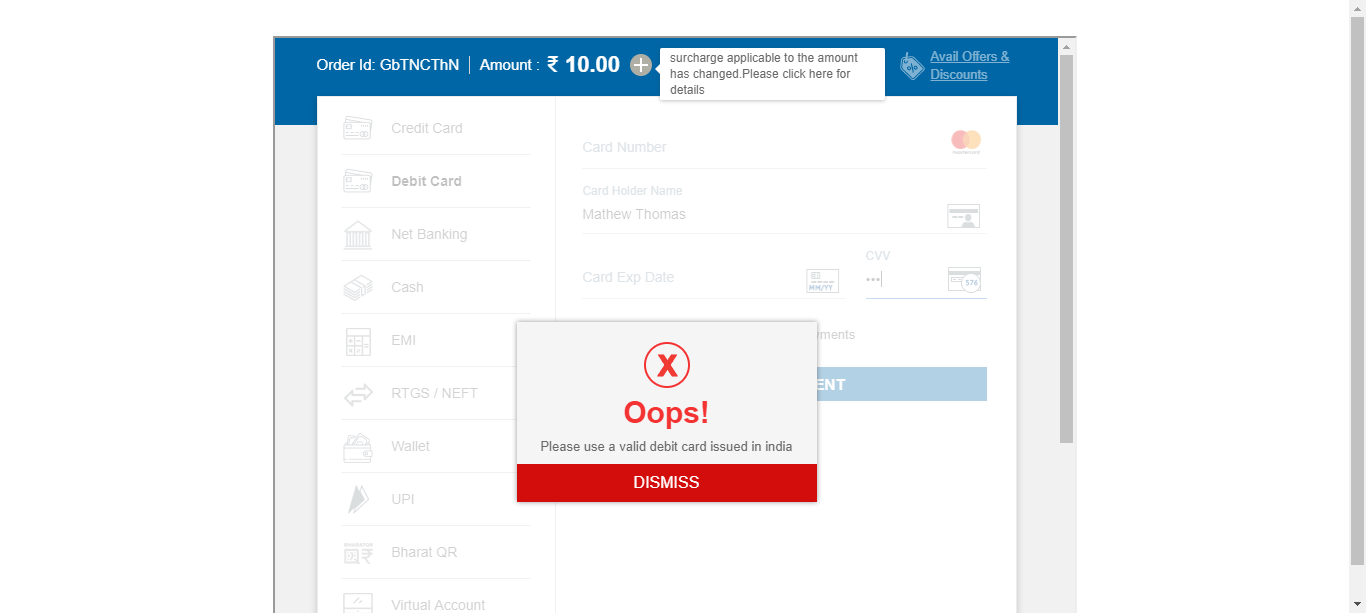 Order Id: GbTNCThN | Amount : ₹ 10.00
surcharge applicable to the amount
has changed.Please click here for
details
Avail Offers &
Discounts
Credit Card
Debit Card
Net Banking
Cash
EMI
RTGS / NEFT
Wallet
UPI
Bharat QR
Virtual Account
Card Number
Card Holder Name
Mathew Thomas
Card Exp Date
MM/YY
CVV
•••
576
yments
ENT
X
Oops!
Please use a valid debit card issued in india
DISMISS